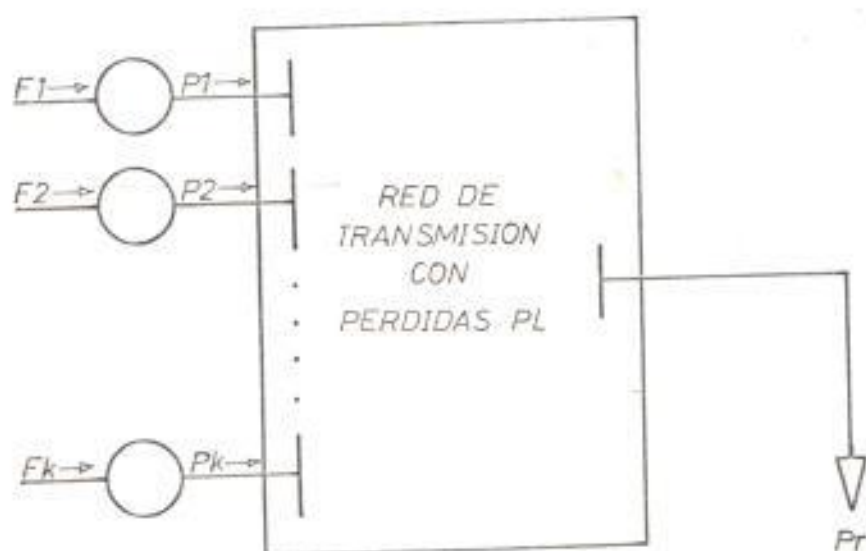 F1
P1
F2
P2
RED DE
TRANSMISION
CON
PERDIDAS PL
Fk
Pk
Pr